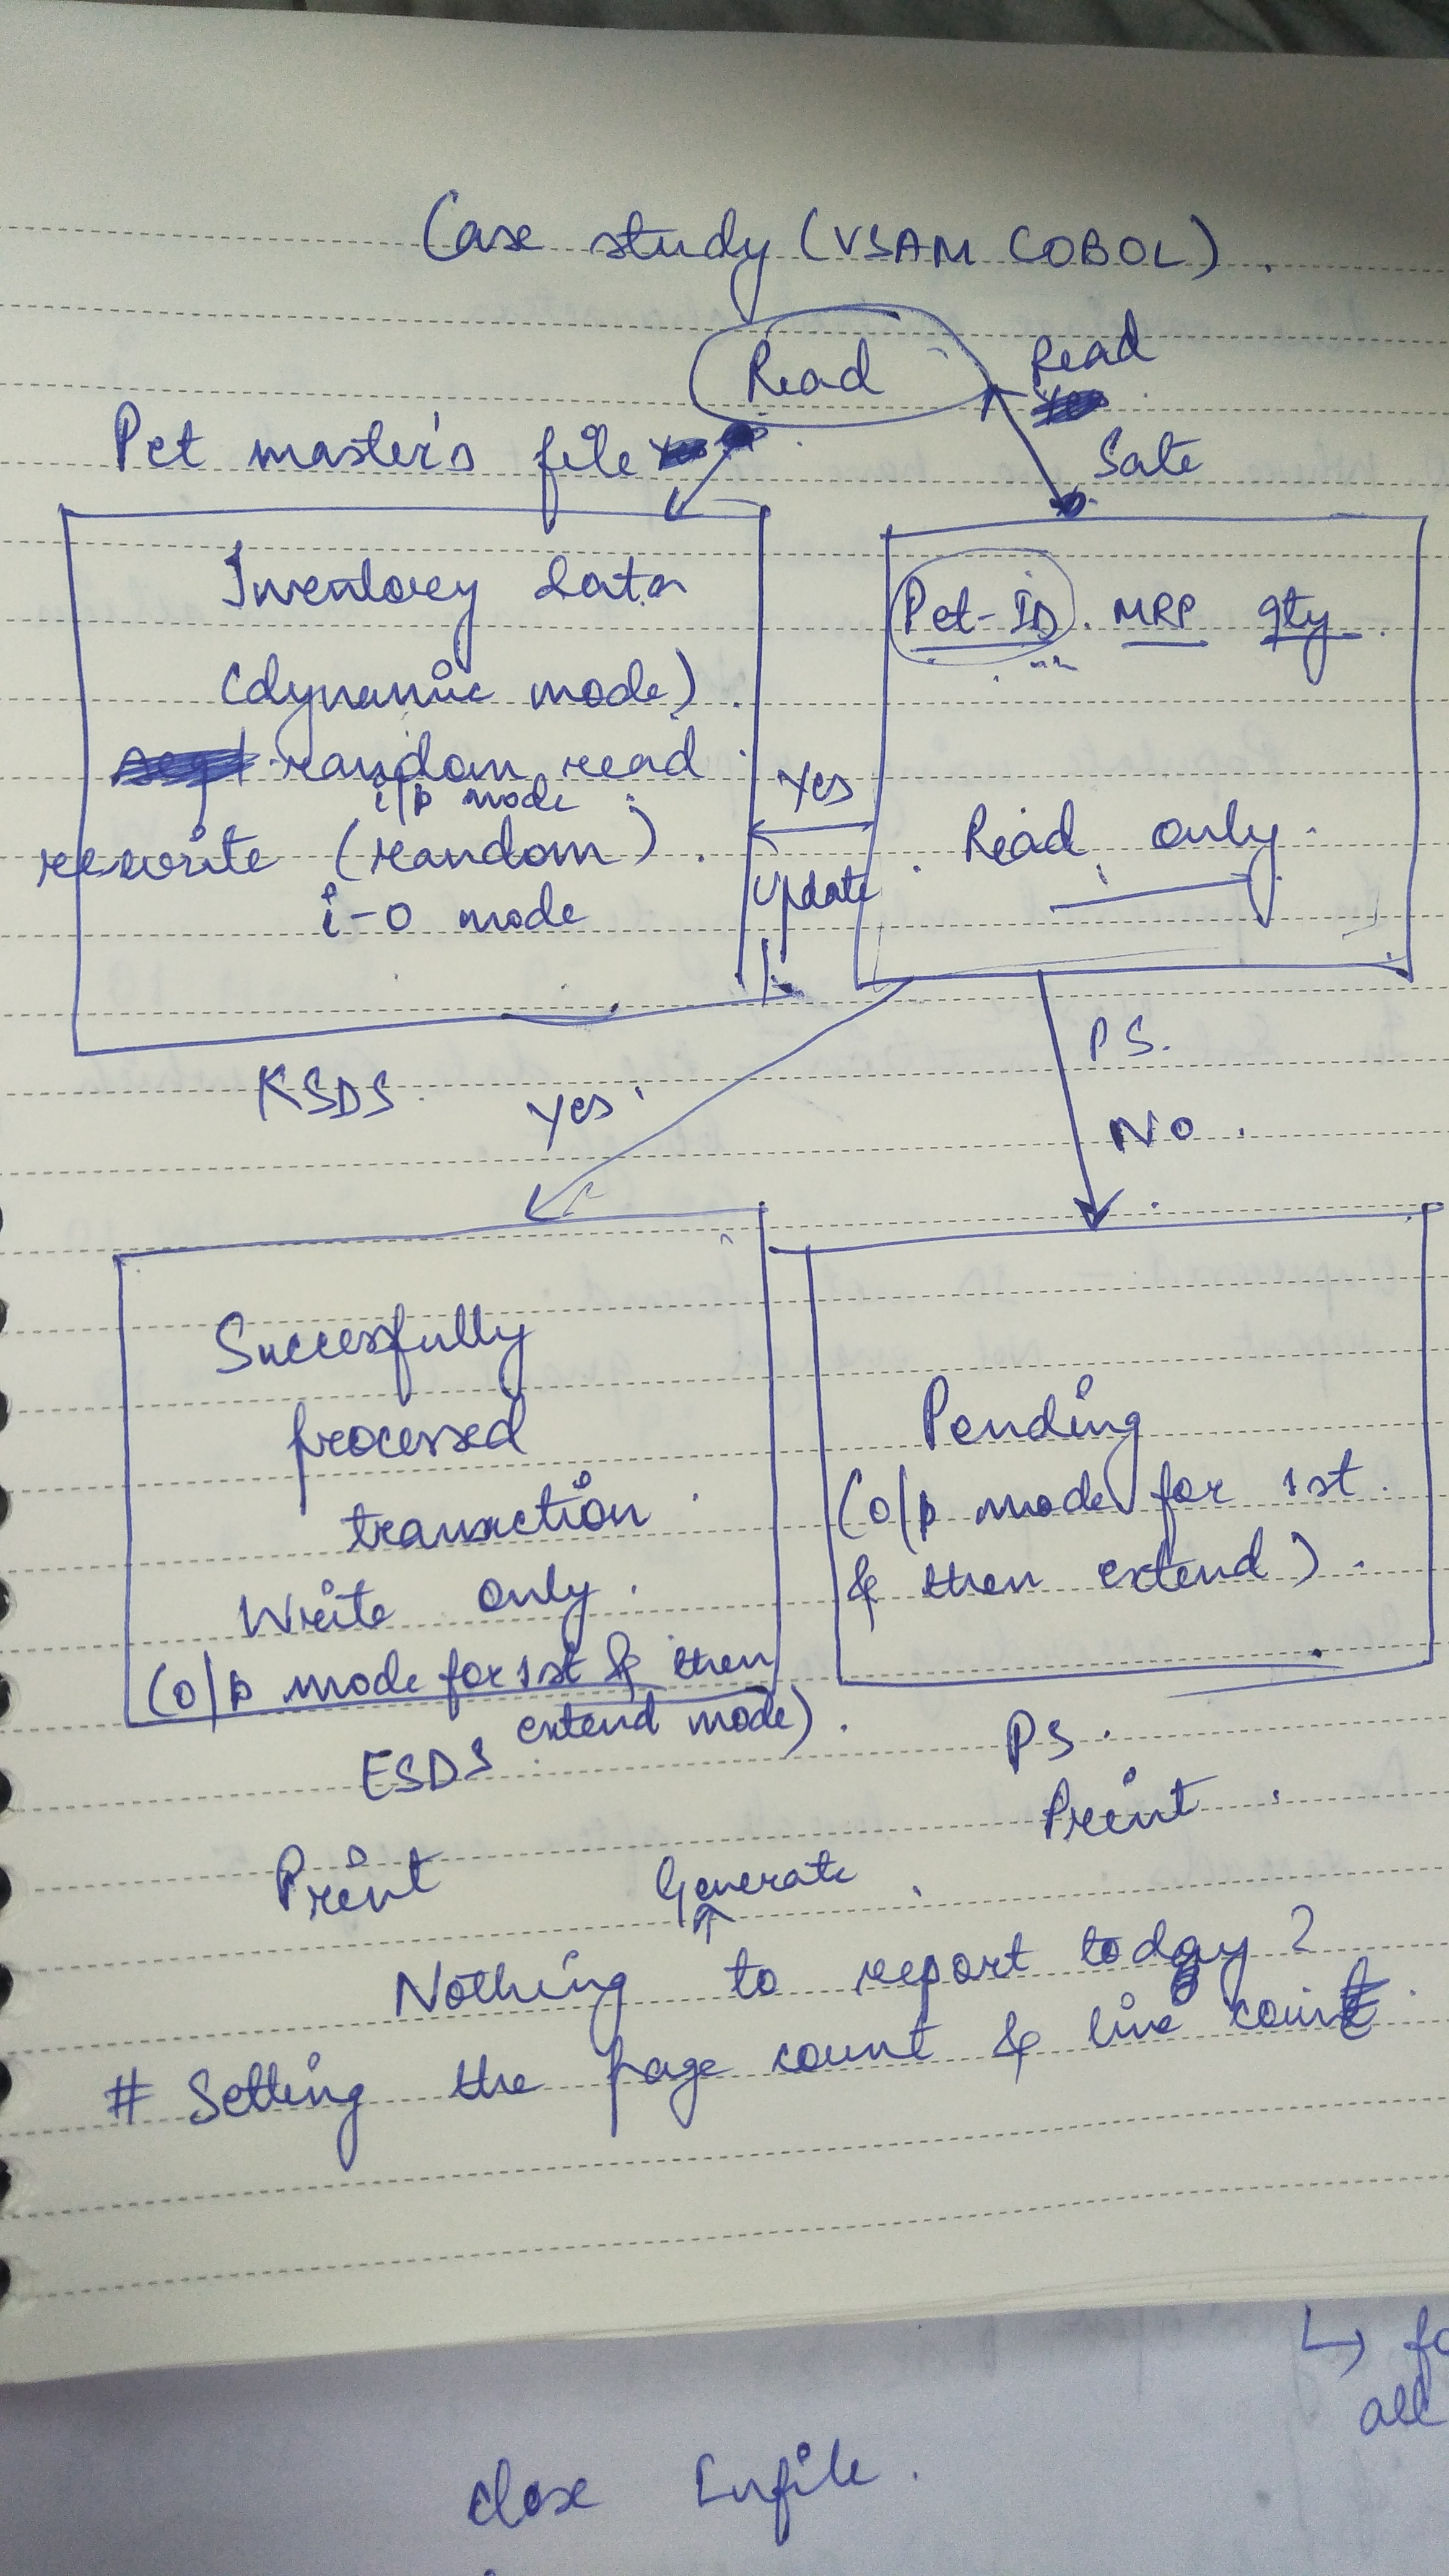 Case study (VSAM COBOL).
Read
Read
Pet master's file
Sate
Inventory data
(dynamic mode).
random read
i/p mode
rewrite (random).
i-O mode
Pet-ID. MRP qty.
Read only.
Yes
Update
KSDS.
Yes.
PS.
No.
Succesfully
processed
transaction.
Write only.
(o/p mode for 1st & then
extend mode).
ESDS.
Pending
(o/p mode for 1st.
& then extend).
PS.
Print.
Print
Generate.
Nothing to report today?
# Setting the page count & line count.
all
close Infile.